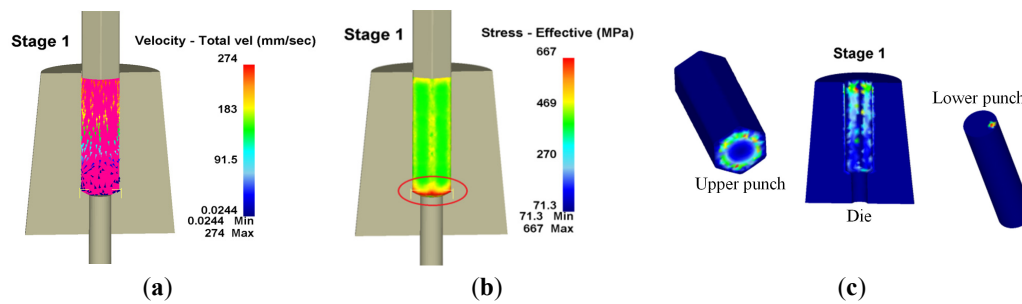 Stage 1
Velocity - Total vel (mm/sec)
274
183
91.5
0.0244
0.0244 Min
274 Max
(a)
Stage 1
Stress - Effective (MPa)
667
469
270
71.3
71.3 Min
667 Max
(b)
Stage 1
Upper punch
Die
Lower punch
(c)